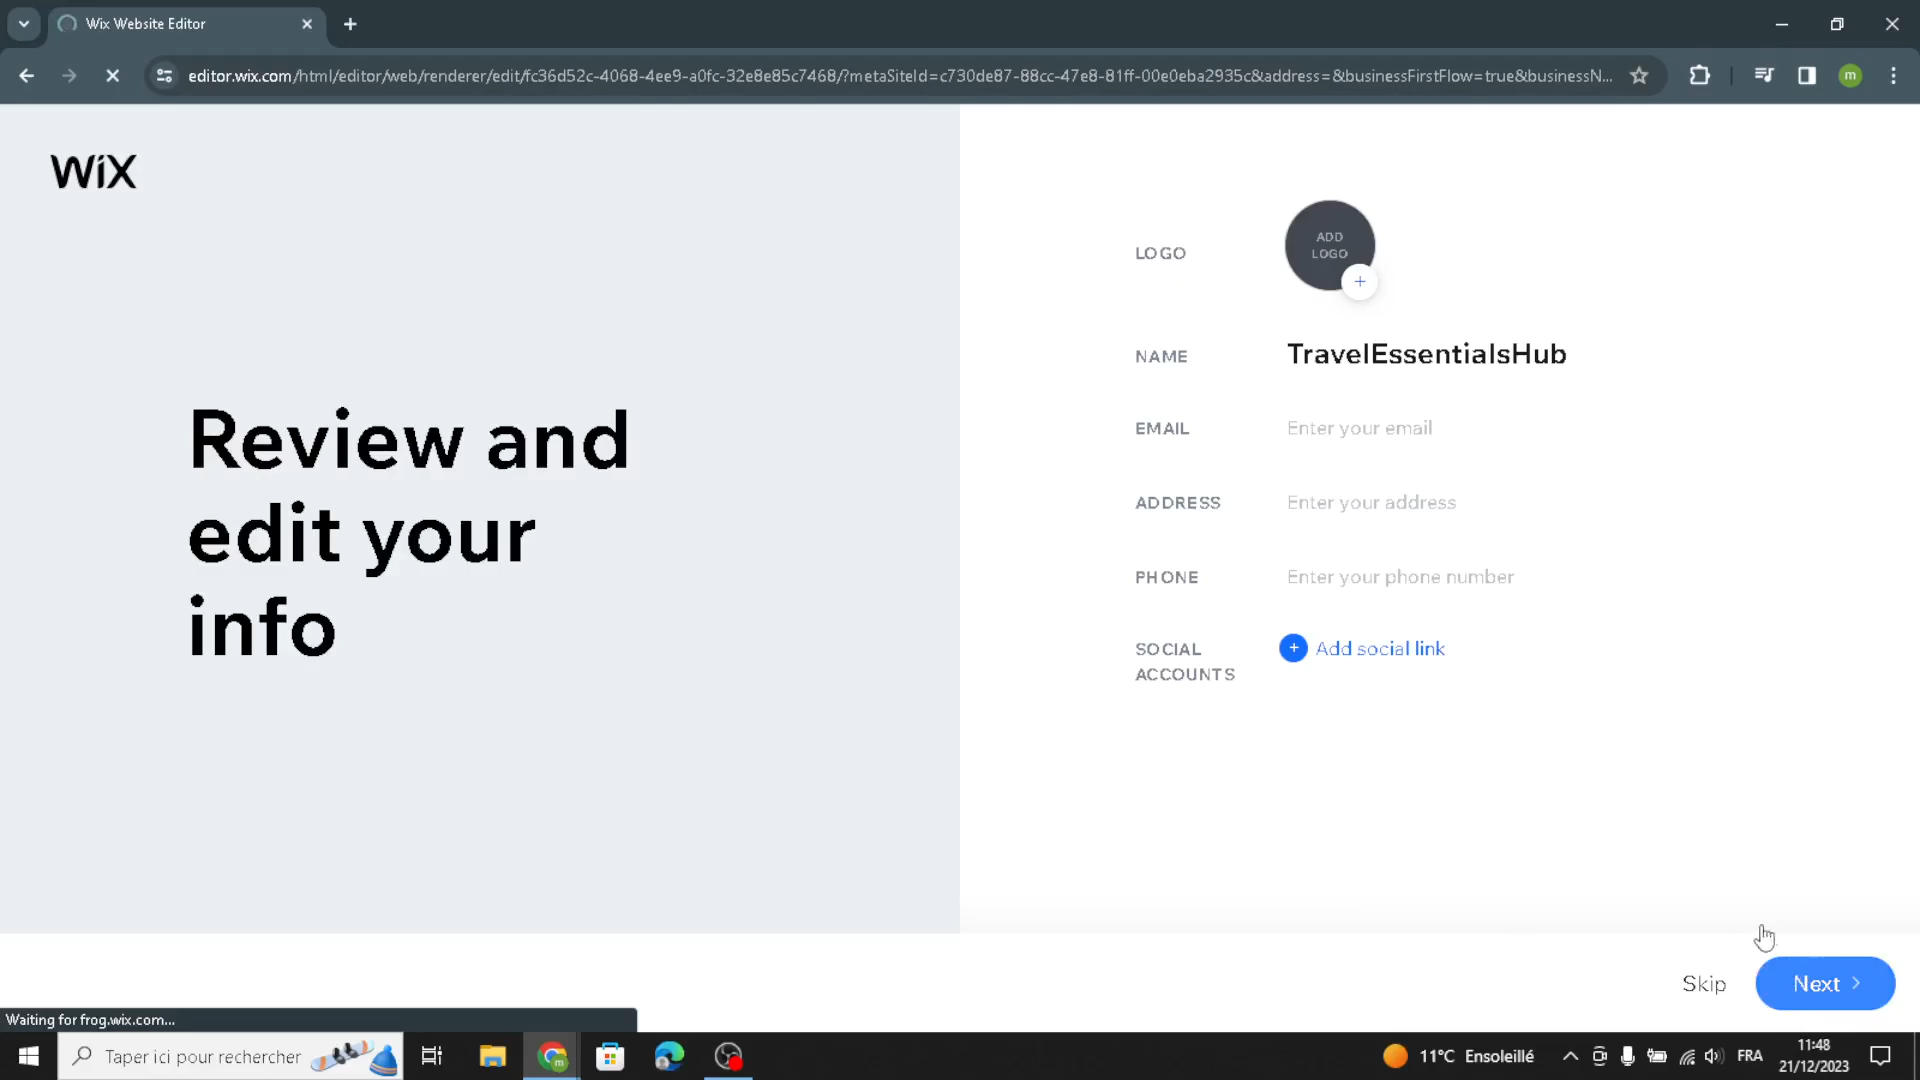 Wix Website Editor
editor.wix.com/html/editor/web/renderer/edit/fc36d52c-4068-4ee9-a0fc-32e8e85c7468/?metaSiteId=c730de87-88cc-47e8-81ff-00e0eba2935c&address=&businessFirstFlow=true&businessN...
m
WiX
Review and
edit your
info
LOGO
ADD
LOGO
NAME
TravelEssentialsHub
EMAIL
Enter your email
ADDRESS
Enter your address
PHONE
Enter your phone number
SOCIAL
ACCOUNTS
Add social link
Skip
Next
Waiting for frog.wix.com...
Taper ici pour rechercher
11°C Ensoleillé
FRA
11:48
21/12/2023